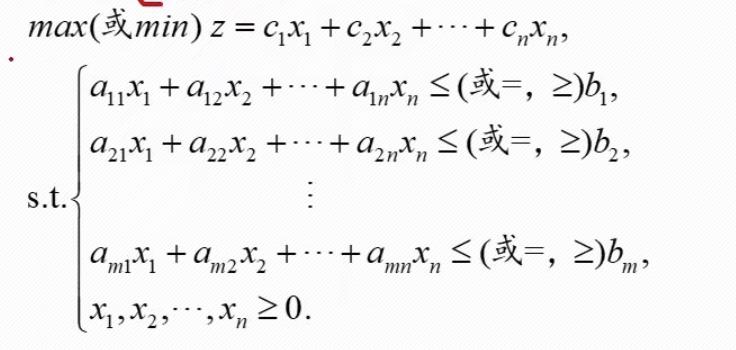 max(或min) z = c₁x₁ + c₂x₂ + ⋯ + cₙxₙ,
a₁₁x₁ + a₁₂x₂ + ⋯ + a₁ₙxₙ ≤ (或=, ≥)b₁,
a₂₁x₁ + a₂₂x₂ + ⋯ + a₂ₙxₙ ≤ (或=, ≥)b₂,
s.t.{ ⋮
aₘ₁x₁ + aₘ₂x₂ + ⋯ + aₘₙxₙ ≤ (或=, ≥)bₘ,
x₁, x₂, ⋯, xₙ ≥ 0.